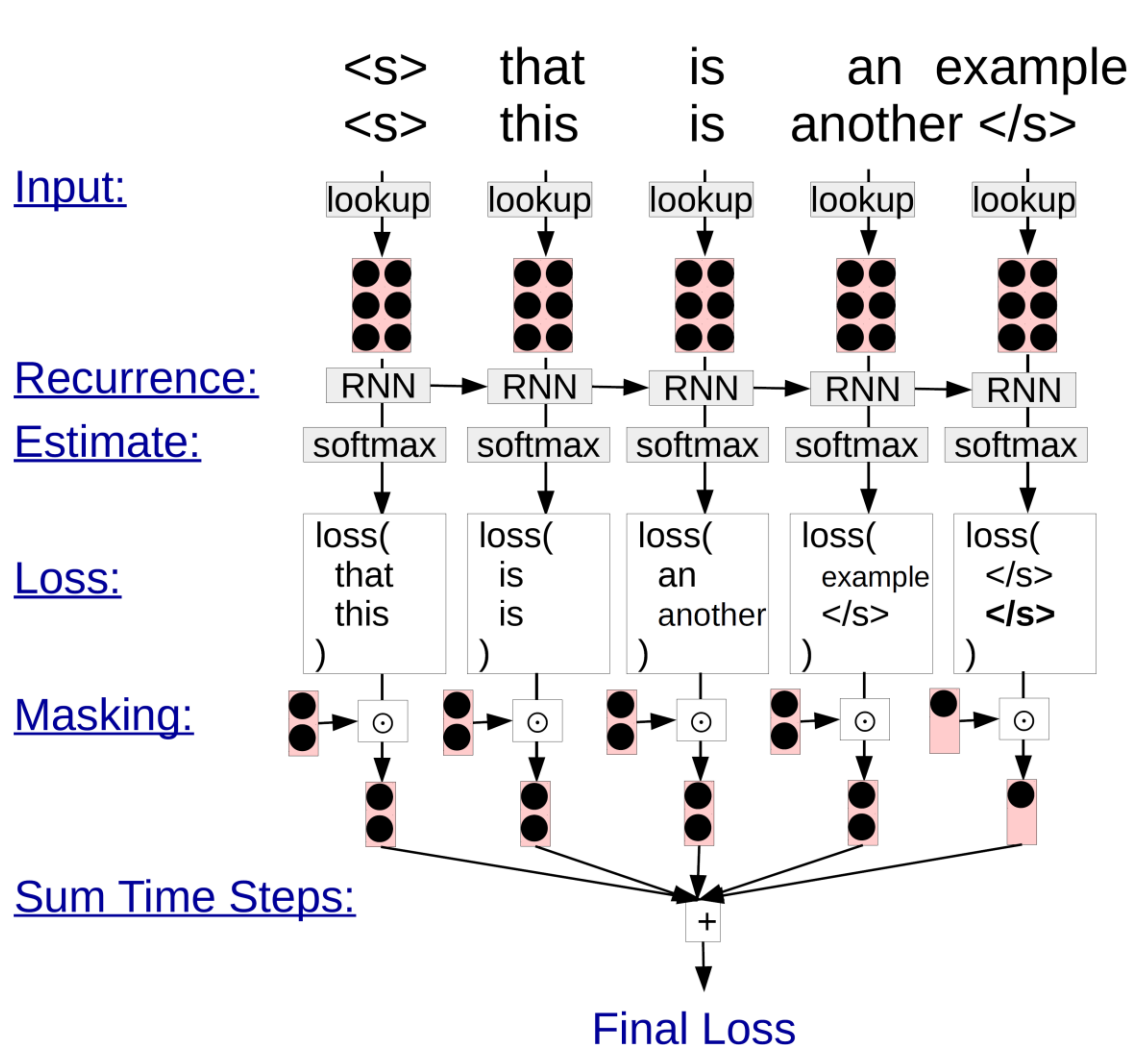 <s> that is an example
<s> this is another </s>
Input:
lookup lookup lookup lookup lookup
Recurrence:
RNN RNN RNN RNN RNN
Estimate:
softmax softmax softmax softmax softmax
Loss:
loss( loss( loss( loss( loss(
that is an example </s>
this is another </s> </s>
) ) ) ) )
Masking:
⊙ ⊙ ⊙ ⊙ ⊙
Sum Time Steps:
+
Final Loss